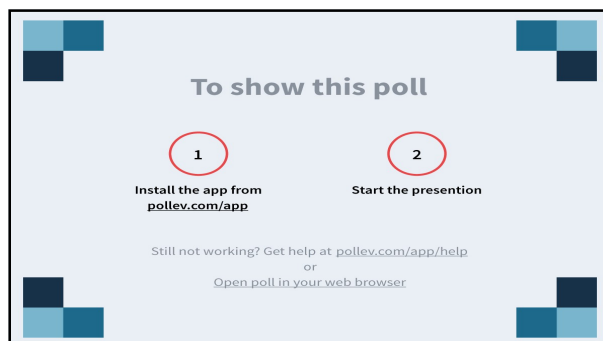 To show this poll
1
2
Install the app from
pollev.com/app
Start the presention
Still not working? Get help at pollev.com/app/help
or
Open poll in your web browser